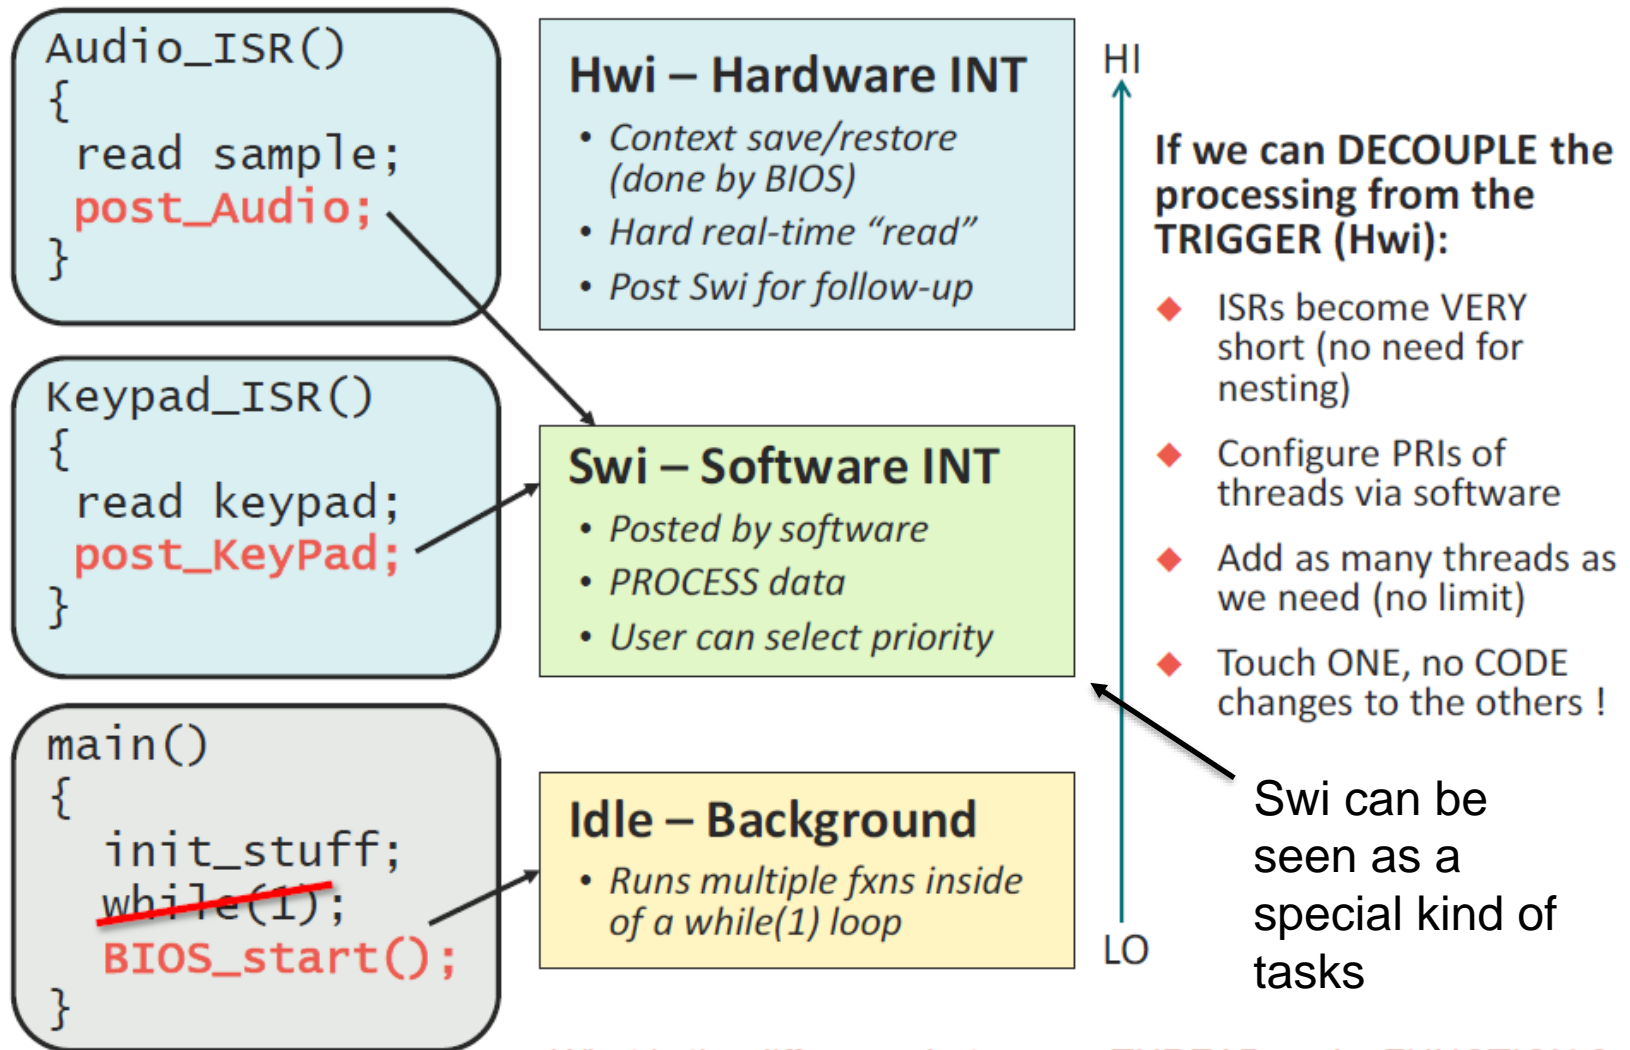 Audio_ISR()
{
read sample;
post_Audio;
}
Hwi – Hardware INT
• Context save/restore
(done by BIOS)
• Hard real-time “read”
• Post Swi for follow-up
Keypad_ISR()
{
read keypad;
post_KeyPad;
}
Swi – Software INT
• Posted by software
• PROCESS data
• User can select priority
main()
{
init_stuff;
while(1);
BIOS_start();
}
Idle – Background
• Runs multiple fxns inside
of a while(1) loop
HI
LO
If we can DECOUPLE the
processing from the
TRIGGER (Hwi):
◆ ISRs become VERY
short (no need for
nesting)
◆ Configure PRIs of
threads via software
◆ Add as many threads as
we need (no limit)
◆ Touch ONE, no CODE
changes to the others !
Swi can be
seen as a
special kind of
tasks